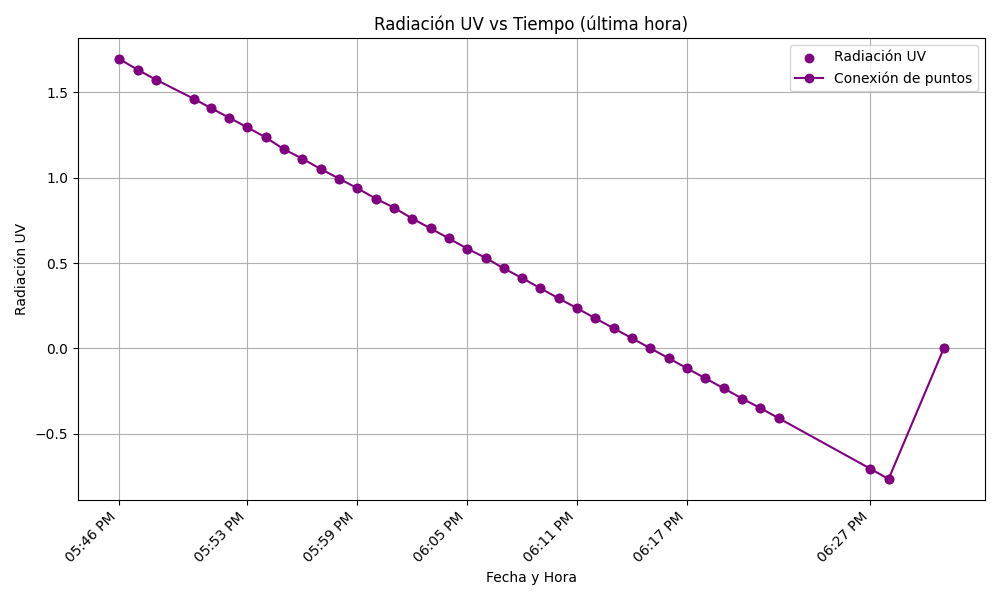 Radiación UV vs Tiempo (última hora)
Radiación UV
Conexión de puntos
Radiación UV
1.5
1.0
0.5
0.0
−0.5
05:46 PM
05:53 PM
05:59 PM
06:05 PM
06:11 PM
06:17 PM
06:27 PM
Fecha y Hora